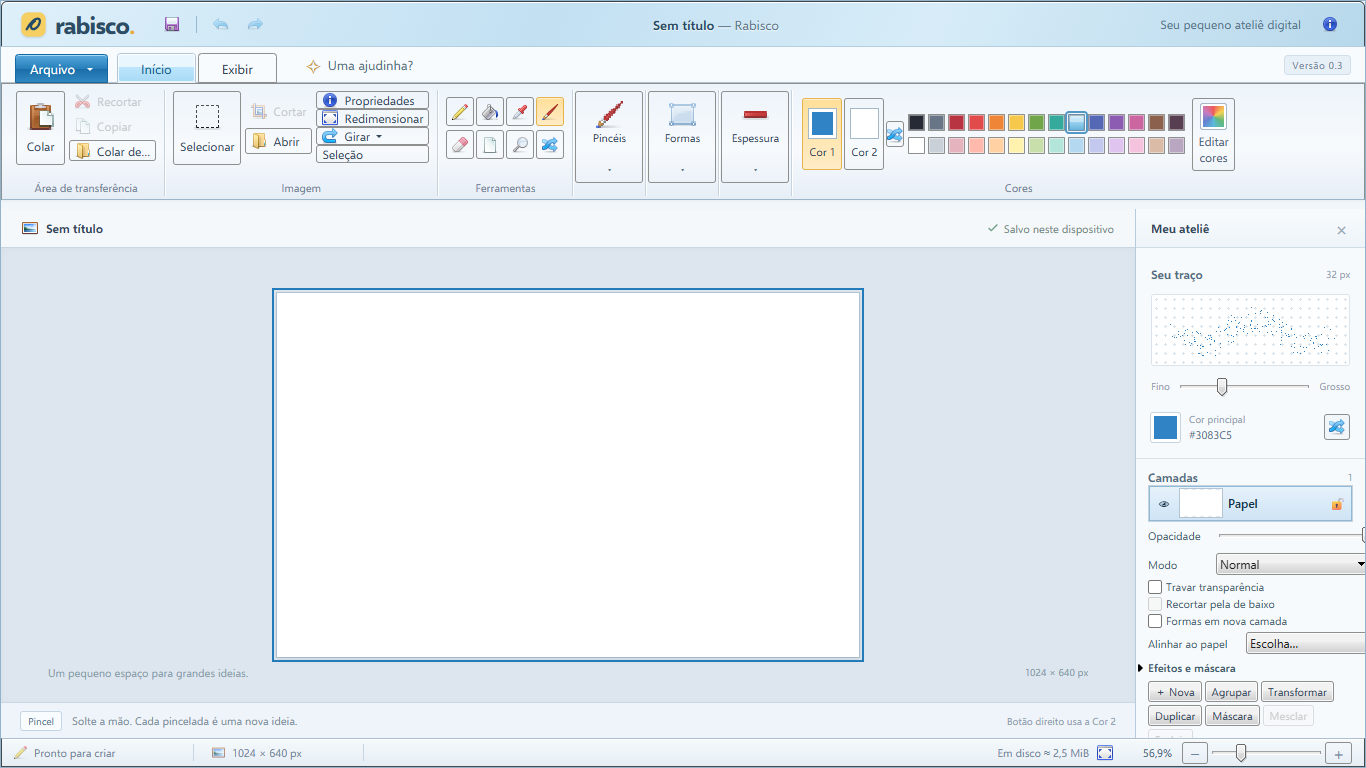 rabisco.
Sem título — Rabisco
Seu pequeno ateliê digital
Arquivo
Início
Exibir
Uma ajudinha?
Versão 0.3
Colar
Recortar
Copiar
Colar de...
Área de transferência
Selecionar
Cortar
Abrir
Propriedades
Redimensionar
Girar
Seleção
Imagem
Ferramentas
Pincéis
Formas
Espessura
Cor 1
Cor 2
Editar
cores
Cores
Sem título
Salvo neste dispositivo
Meu ateliê
Seu traço
32 px
Fino
Grosso
Cor principal
#3083C5
Camadas
1
Papel
Opacidade
Modo
Normal
Travar transparência
Recortar pela de baixo
Formas em nova camada
Alinhar ao papel
Escolha...
Efeitos e máscara
+ Nova
Agrupar
Transformar
Duplicar
Máscara
Mesclar
Um pequeno espaço para grandes ideias.
1024 × 640 px
Pincel
Solte a mão. Cada pincelada é uma nova ideia.
Botão direito usa a Cor 2
Pronto para criar
1024 × 640 px
Em disco ≈ 2,5 MiB
56,9%